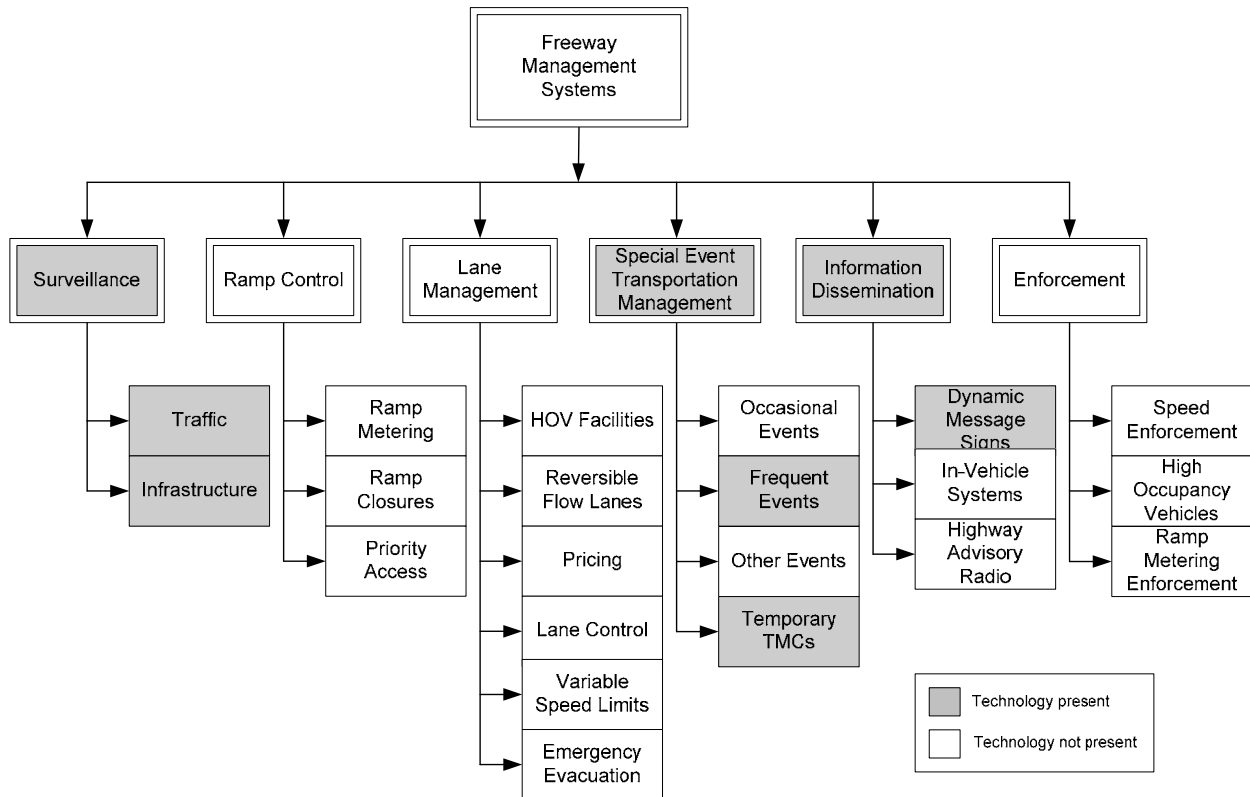 Freeway
Management
Systems
Surveillance
Ramp Control
Lane
Management
Special Event
Transportation
Management
Information
Dissemination
Enforcement
Traffic
Infrastructure
Ramp
Metering
Ramp
Closures
Priority
Access
HOV Facilities
Reversible
Flow Lanes
Pricing
Lane Control
Variable
Speed Limits
Emergency
Evacuation
Occasional
Events
Frequent
Events
Other Events
Temporary
TMCs
Dynamic
Message
Signs
In-Vehicle
Systems
Highway
Advisory
Radio
Speed
Enforcement
High
Occupancy
Vehicles
Ramp
Metering
Enforcement
Technology present
Technology not present